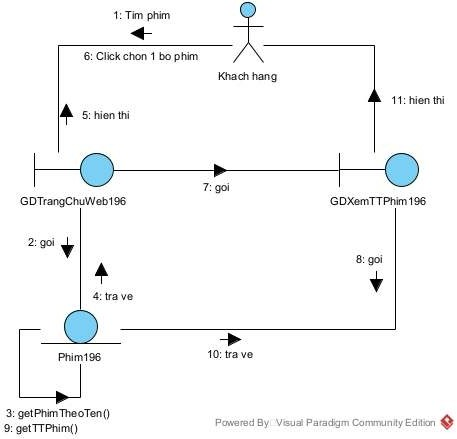 1: Tim phim
6: Click chon 1 bo phim
Khach hang
5: hien thi
11: hien thi
GDTrangChuWeb196
7: goi
GDXemTTPhim196
2: goi
8: goi
4: tra ve
Phim196
10: tra ve
3: getPhimTheoTen()
9: getTTPhim()
Powered By Visual Paradigm Community Edition